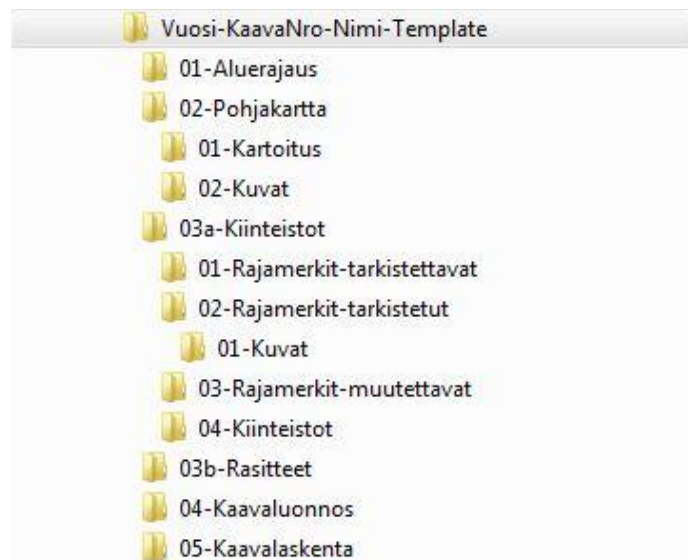 Vuosi-KaavaNro-Nimi-Template
01-Aluerajaus
02-Pohjakartta
01-Kartoitus
02-Kuvat
03a-Kiinteistot
01-Rajamerkit-tarkistettavat
02-Rajamerkit-tarkistetut
01-Kuvat
03-Rajamerkit-muutettavat
04-Kiinteistot
03b-Rasitteet
04-Kaavaluonnos
05-Kaavalaskenta